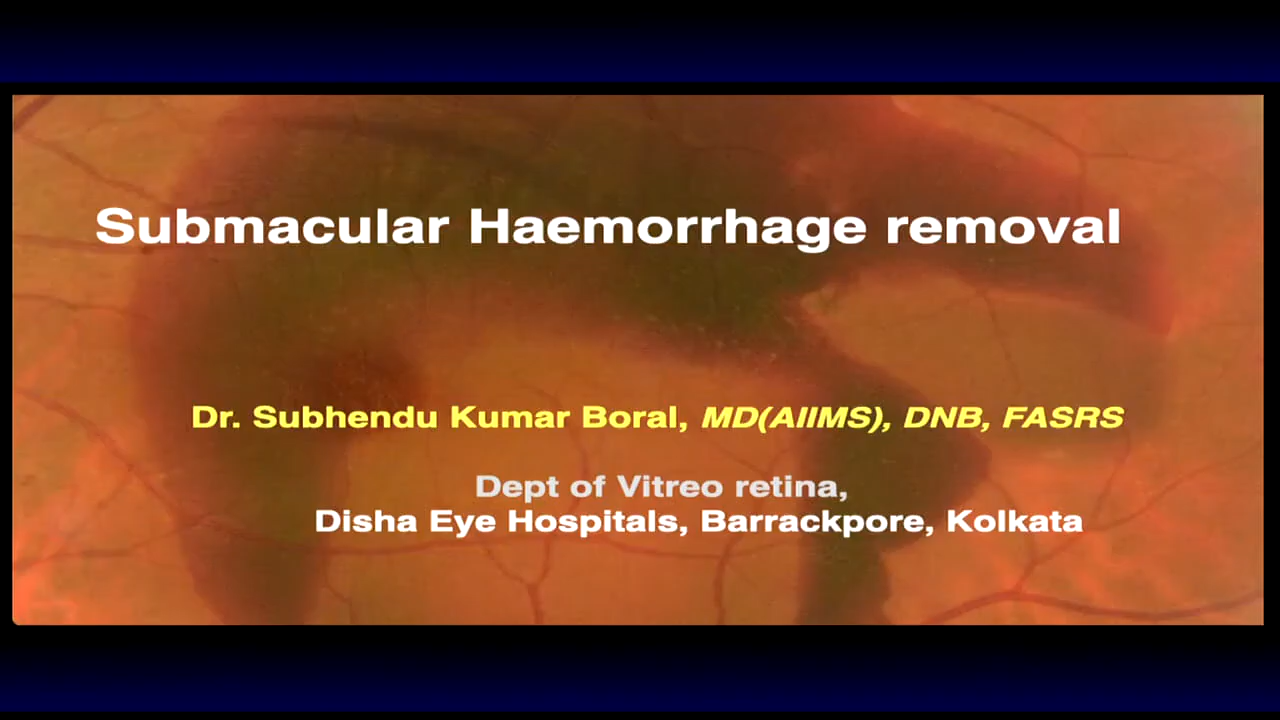 Submacular Haemorrhage removal
Dr. Subhendu Kumar Boral, MD(AIIMS), DNB, FASRS
Dept of Vitreo retina,
Disha Eye Hospitals, Barrackpore, Kolkata